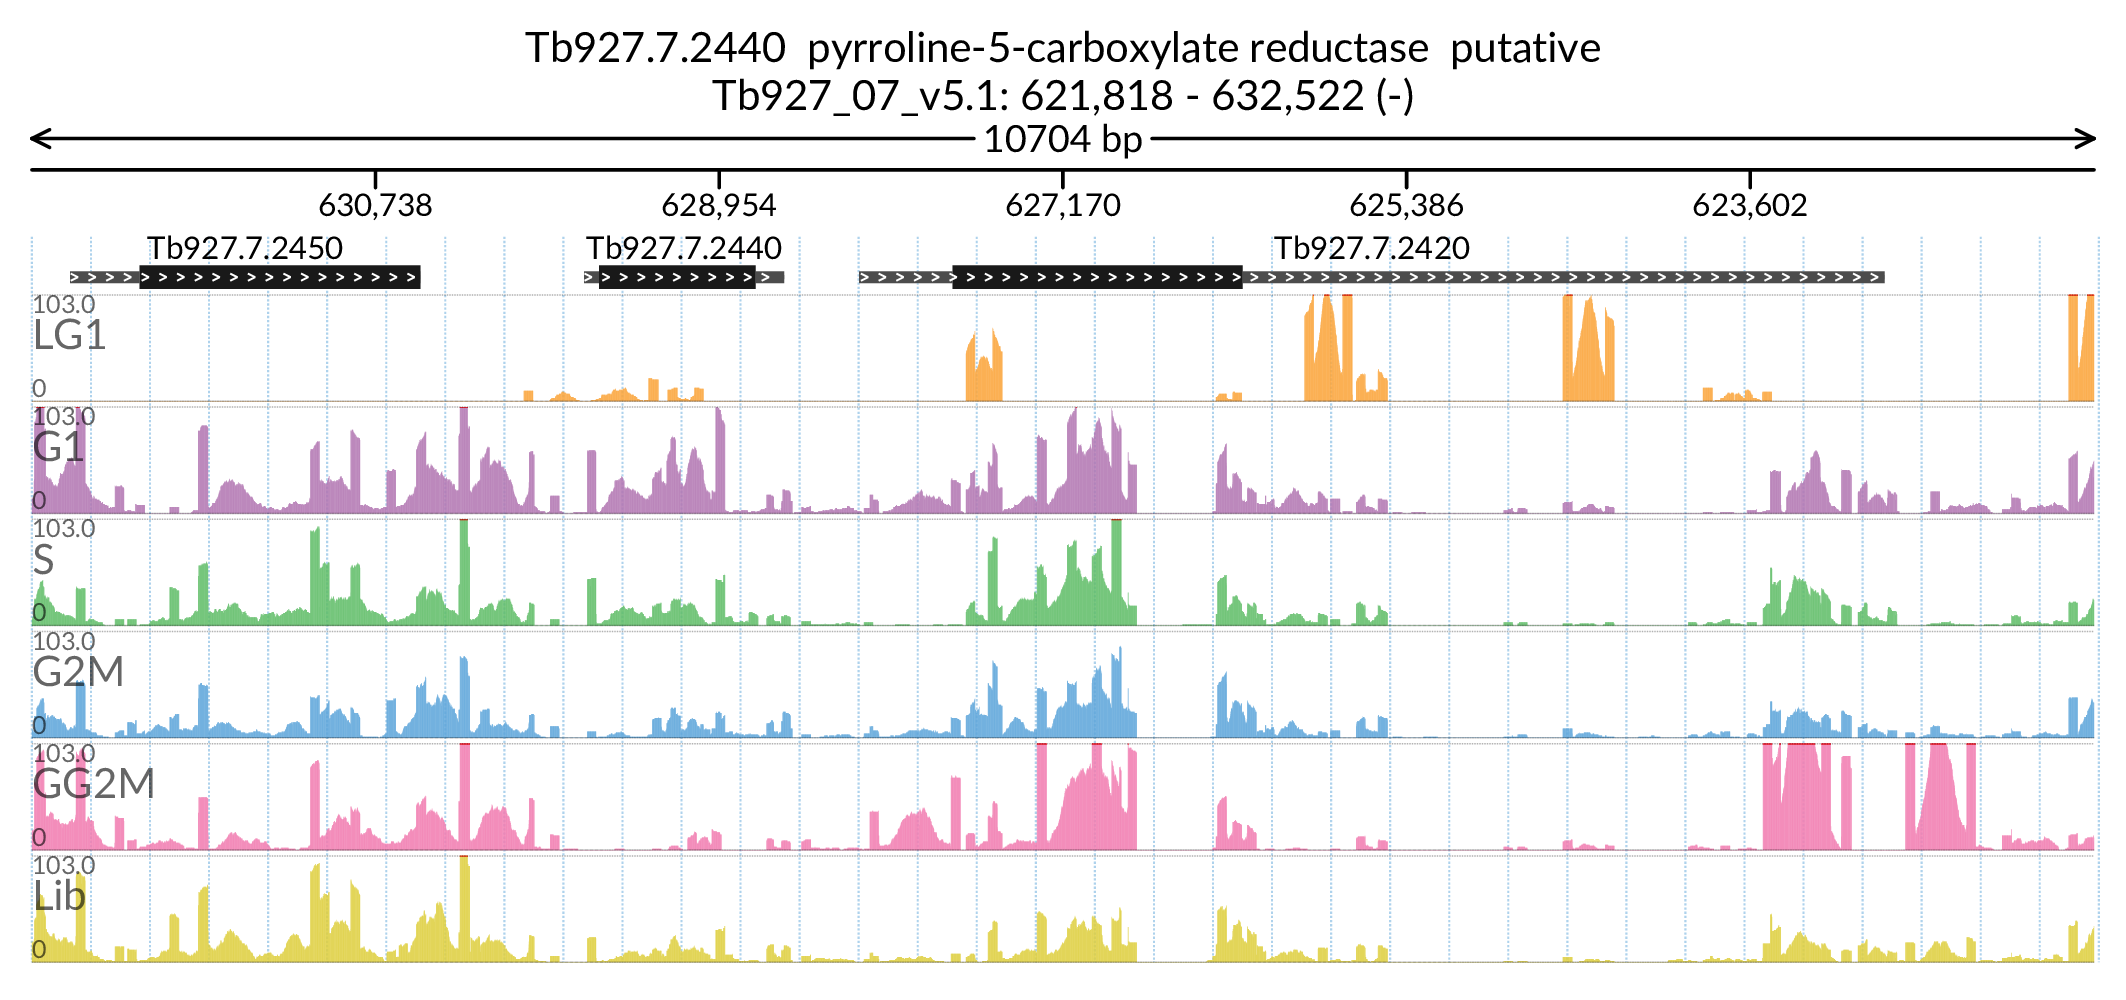 Tb927.7.2440 pyrroline-5-carboxylate reductase putative
Tb927_07_v5.1: 621,818 - 632,522 (-)
10704 bp
630,738 628,954 627,170 625,386 623,602
Tb927.7.2450 Tb927.7.2440 Tb927.7.2420
103.0
LG1
0
103.0
G1
0
103.0
S
0
103.0
G2M
0
103.0
GG2M
0
103.0
Lib
0